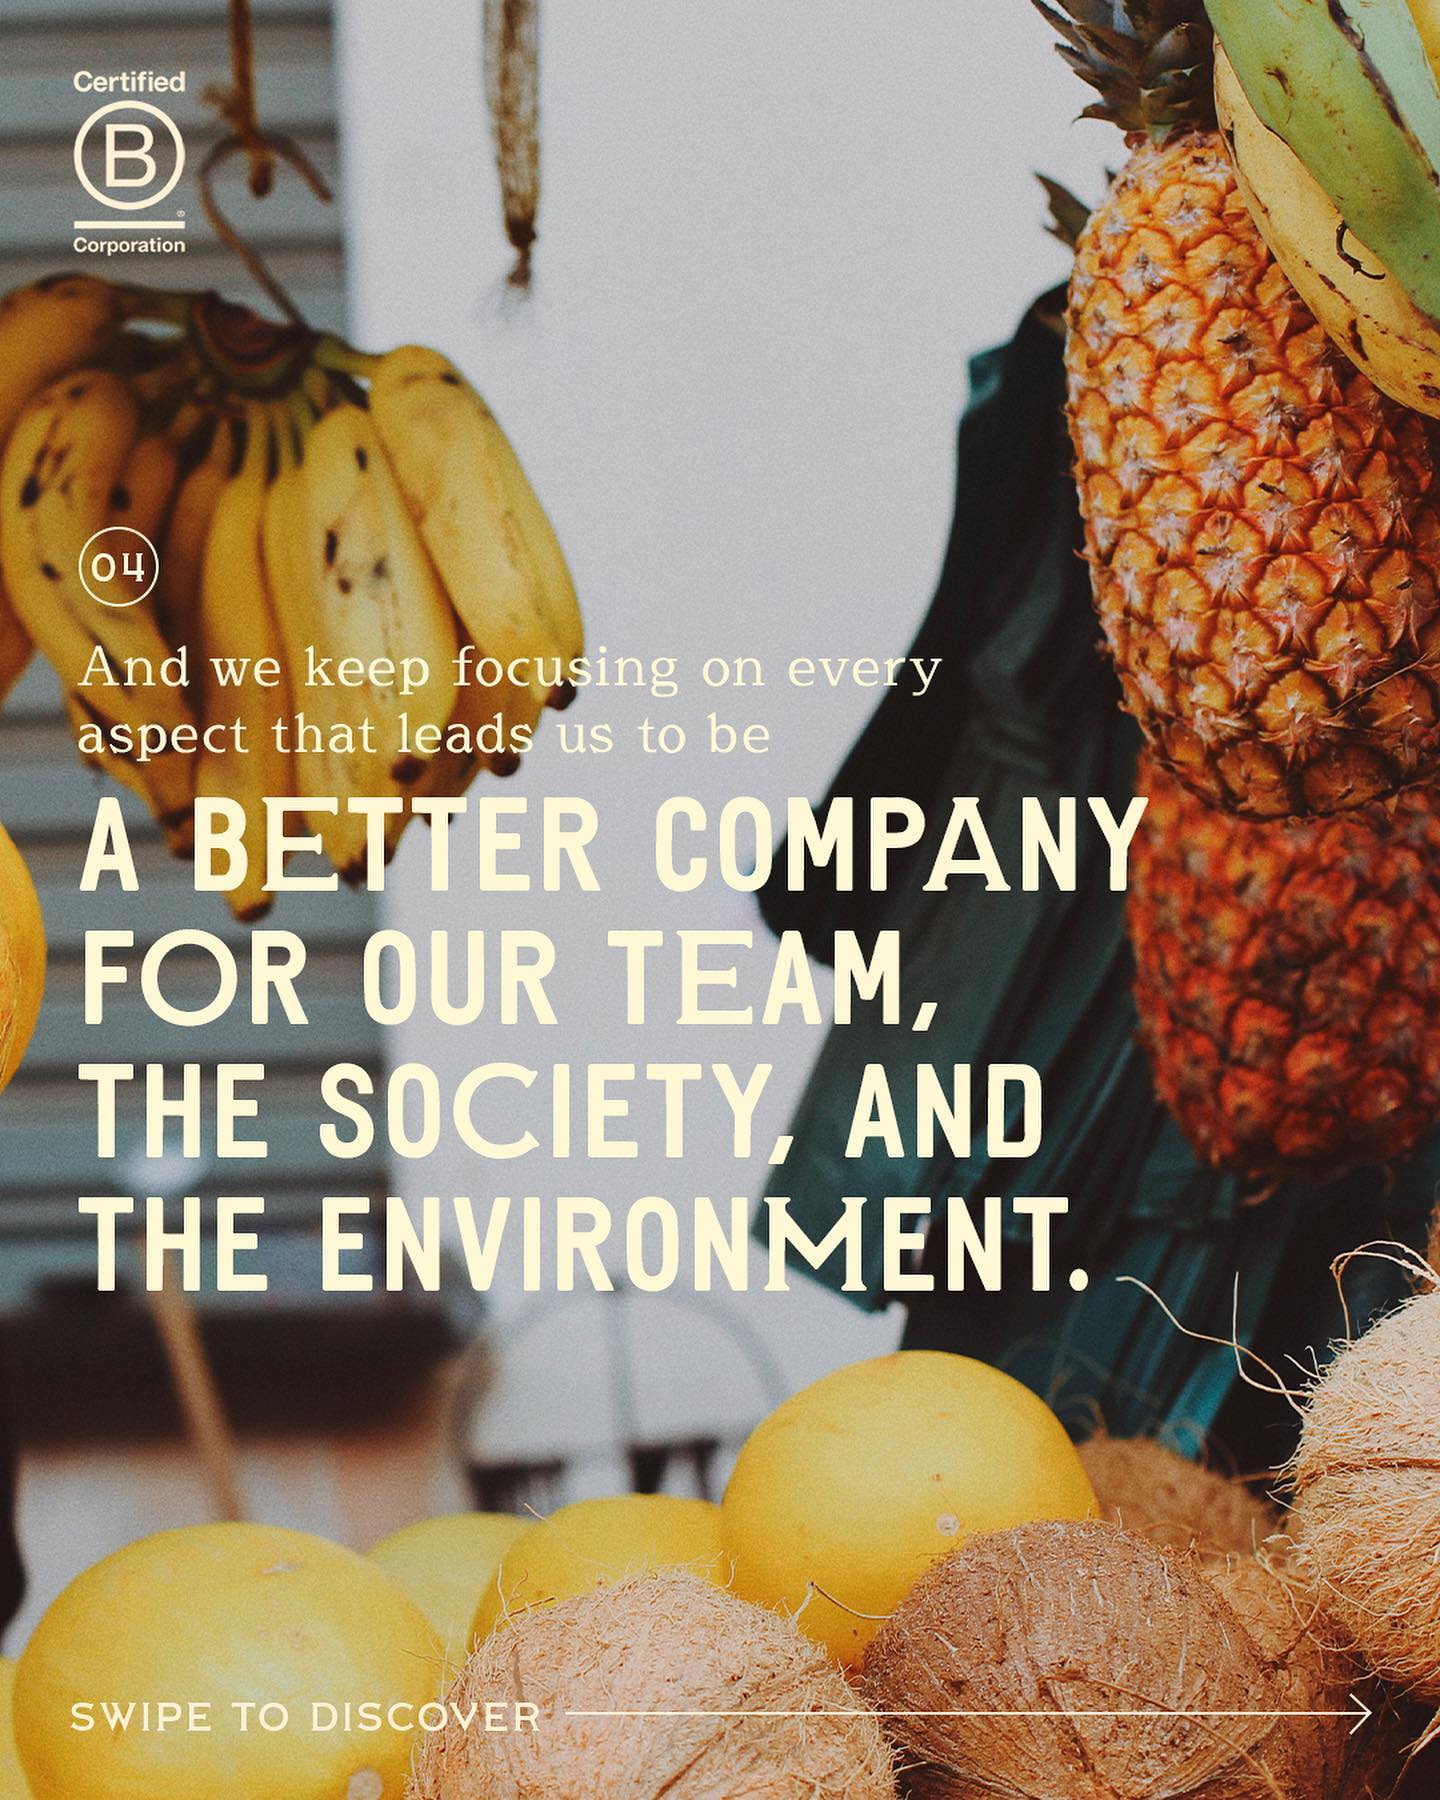 Certified
B
®
Corporation
04
And we keep focusing on every
aspect that leads us to be
A BETTER COMPANY
FOR OUR TEAM,
THE SOCIETY, AND
THE ENVIRONMENT.
SWIPE TO DISCOVER